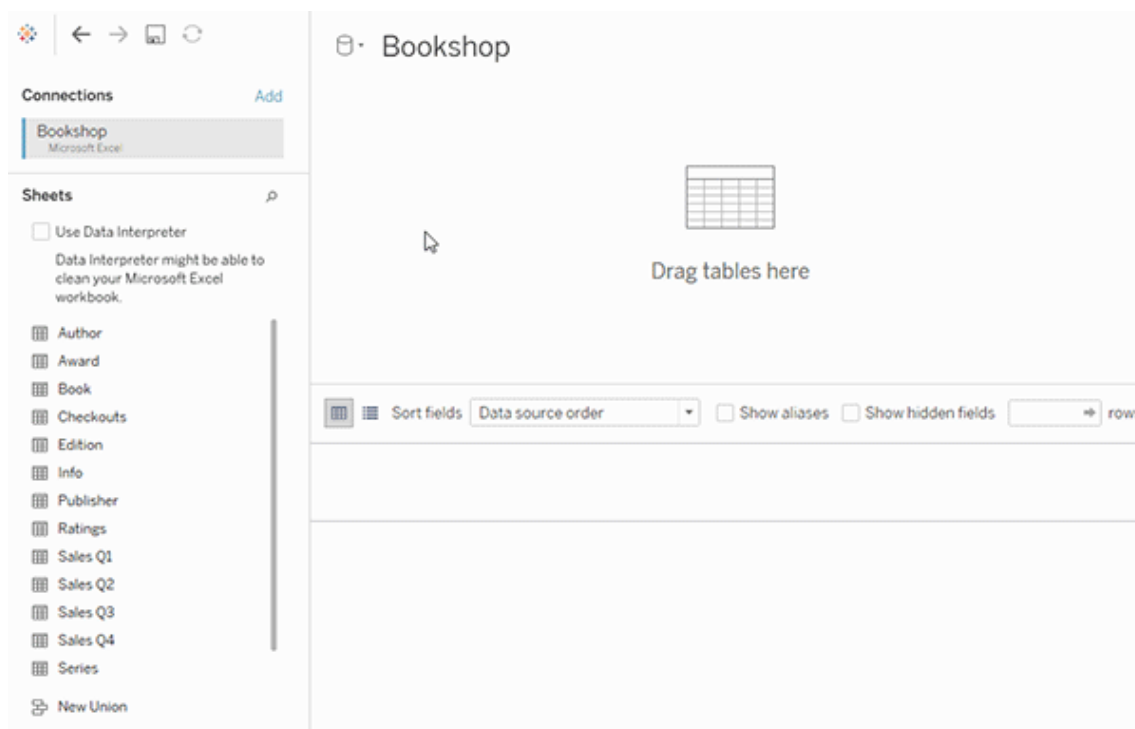 Bookshop
Connections
Add
Bookshop
Microsoft Excel
Sheets
Use Data Interpreter
Data Interpreter might be able to
clean your Microsoft Excel
workbook.
Author
Award
Book
Checkouts
Edition
Info
Publisher
Ratings
Sales Q1
Sales Q2
Sales Q3
Sales Q4
Series
New Union
Drag tables here
Sort fields Data source order Show aliases Show hidden fields row